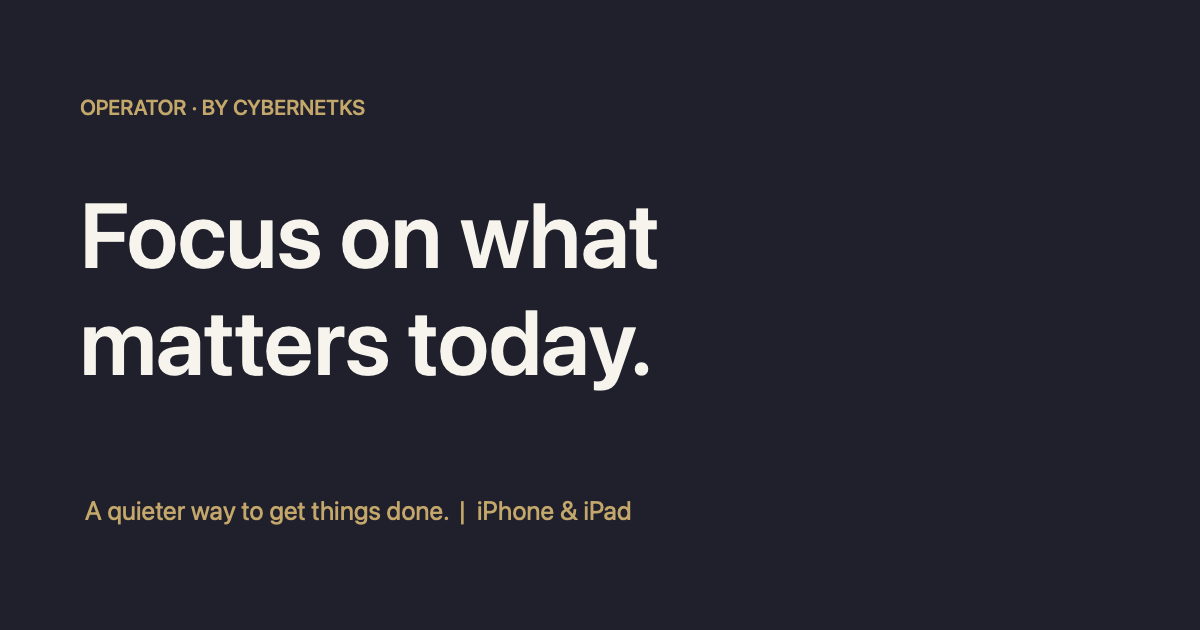 OPERATOR · BY CYBERNETKS
Focus on what
matters today.
A quieter way to get things done. | iPhone & iPad